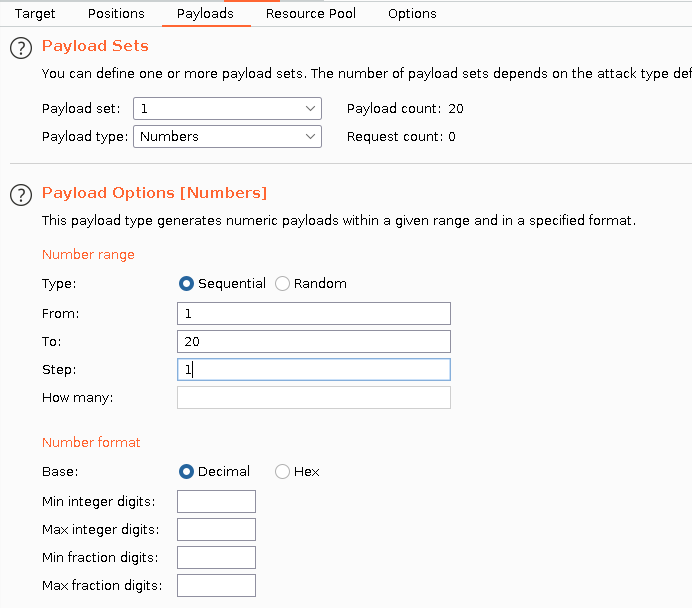 Target Positions Payloads Resource Pool Options
? Payload Sets
You can define one or more payload sets. The number of payload sets depends on the attack type
Payload set: 1 Payload count: 20
Payload type: Numbers Request count: 0
? Payload Options [Numbers]
This payload type generates numeric payloads within a given range and in a specified format.
Number range
Type: Sequential Random
From: 1
To: 20
Step: 1
How many:
Number format
Base: Decimal Hex
Min integer digits:
Max integer digits:
Min fraction digits:
Max fraction digits: